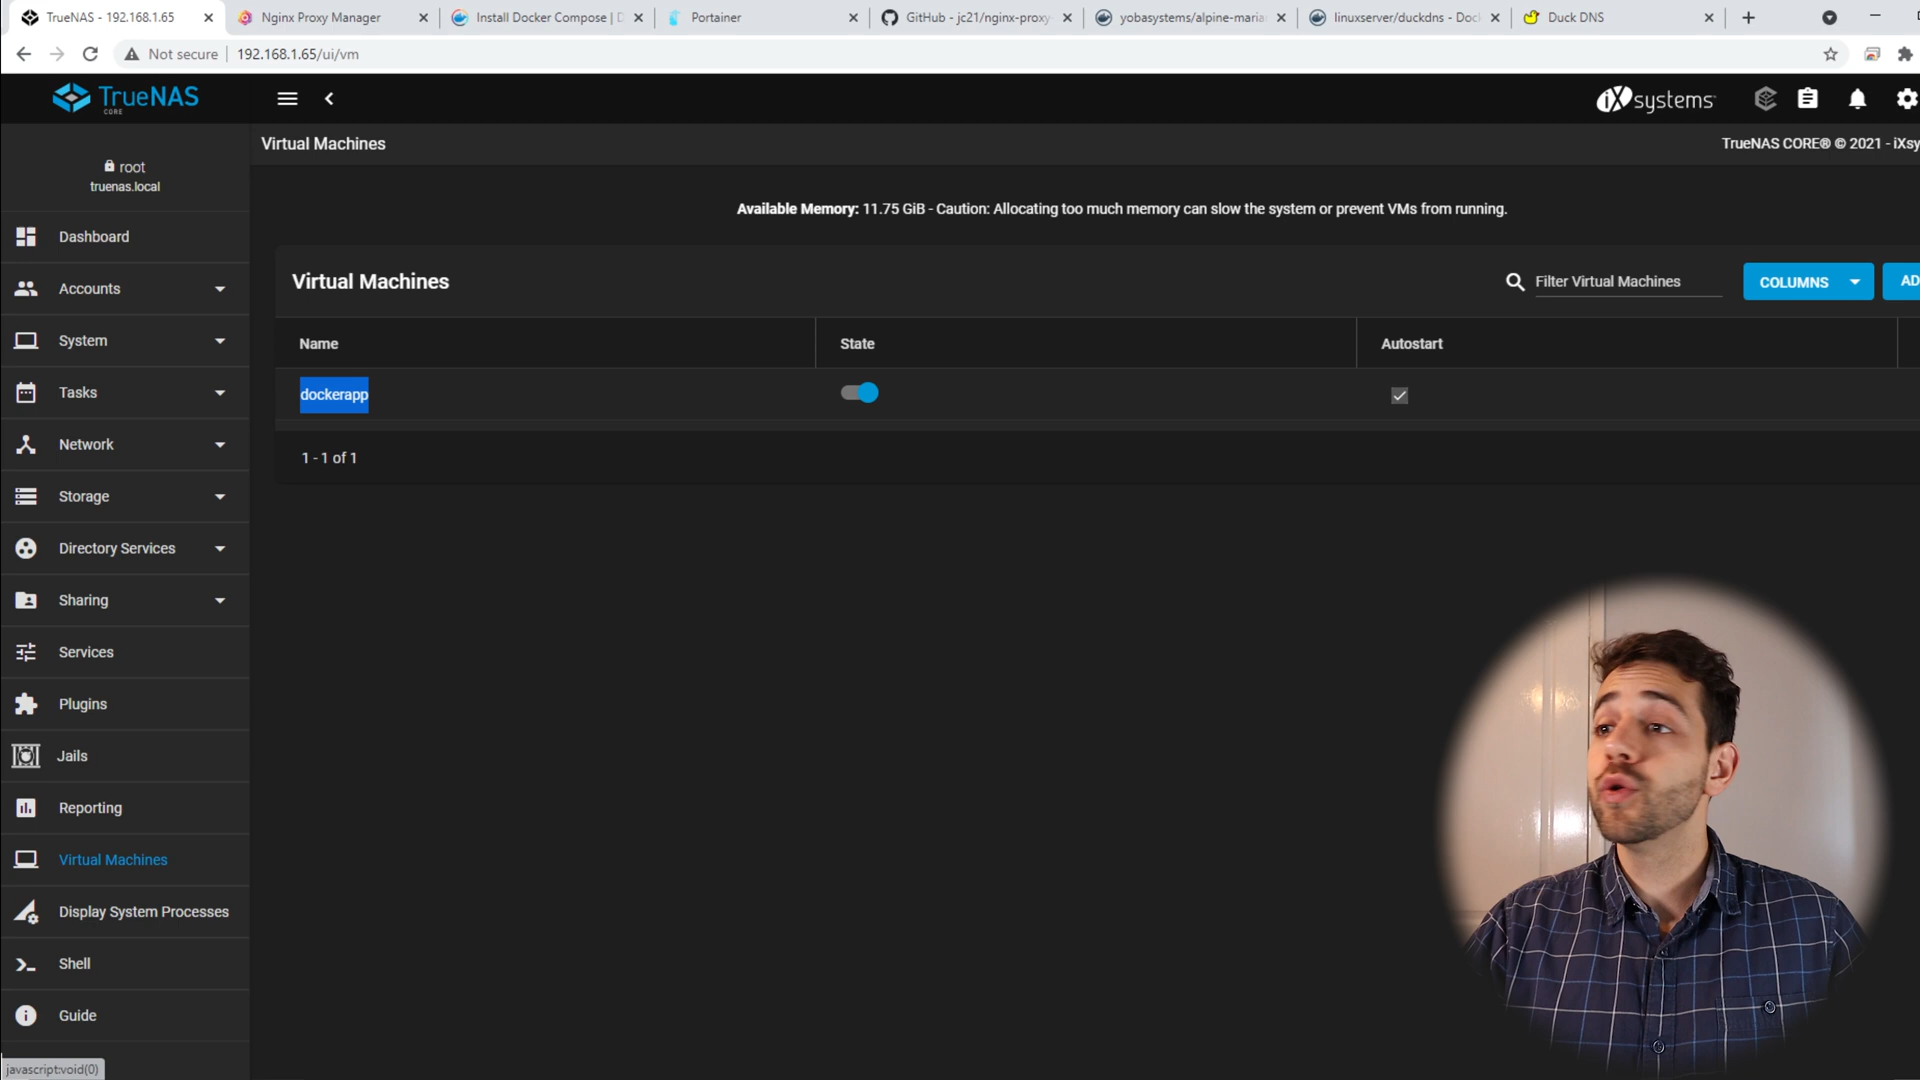 TrueNAS - 192.168.1.65
Nginx Proxy Manager
Install Docker Compose | D
Portainer
GitHub - jc21/nginx-proxy-
yobasystems/alpine-maria
linuxserver/duckdns - Dock
Duck DNS
Not secure
192.168.1.65/ui/vm
TrueNAS
CORE
iXsystems
Virtual Machines
TrueNAS CORE® © 2021 - iXsy
root
truenas.local
Available Memory: 11.75 GiB - Caution: Allocating too much memory can slow the system or prevent VMs from running.
Dashboard
Accounts
System
Tasks
Network
Storage
Directory Services
Sharing
Services
Plugins
Jails
Reporting
Virtual Machines
Display System Processes
Shell
Guide
Virtual Machines
Filter Virtual Machines
COLUMNS
AD
Name
State
Autostart
dockerapp
1 - 1 of 1
javascript:void(0)